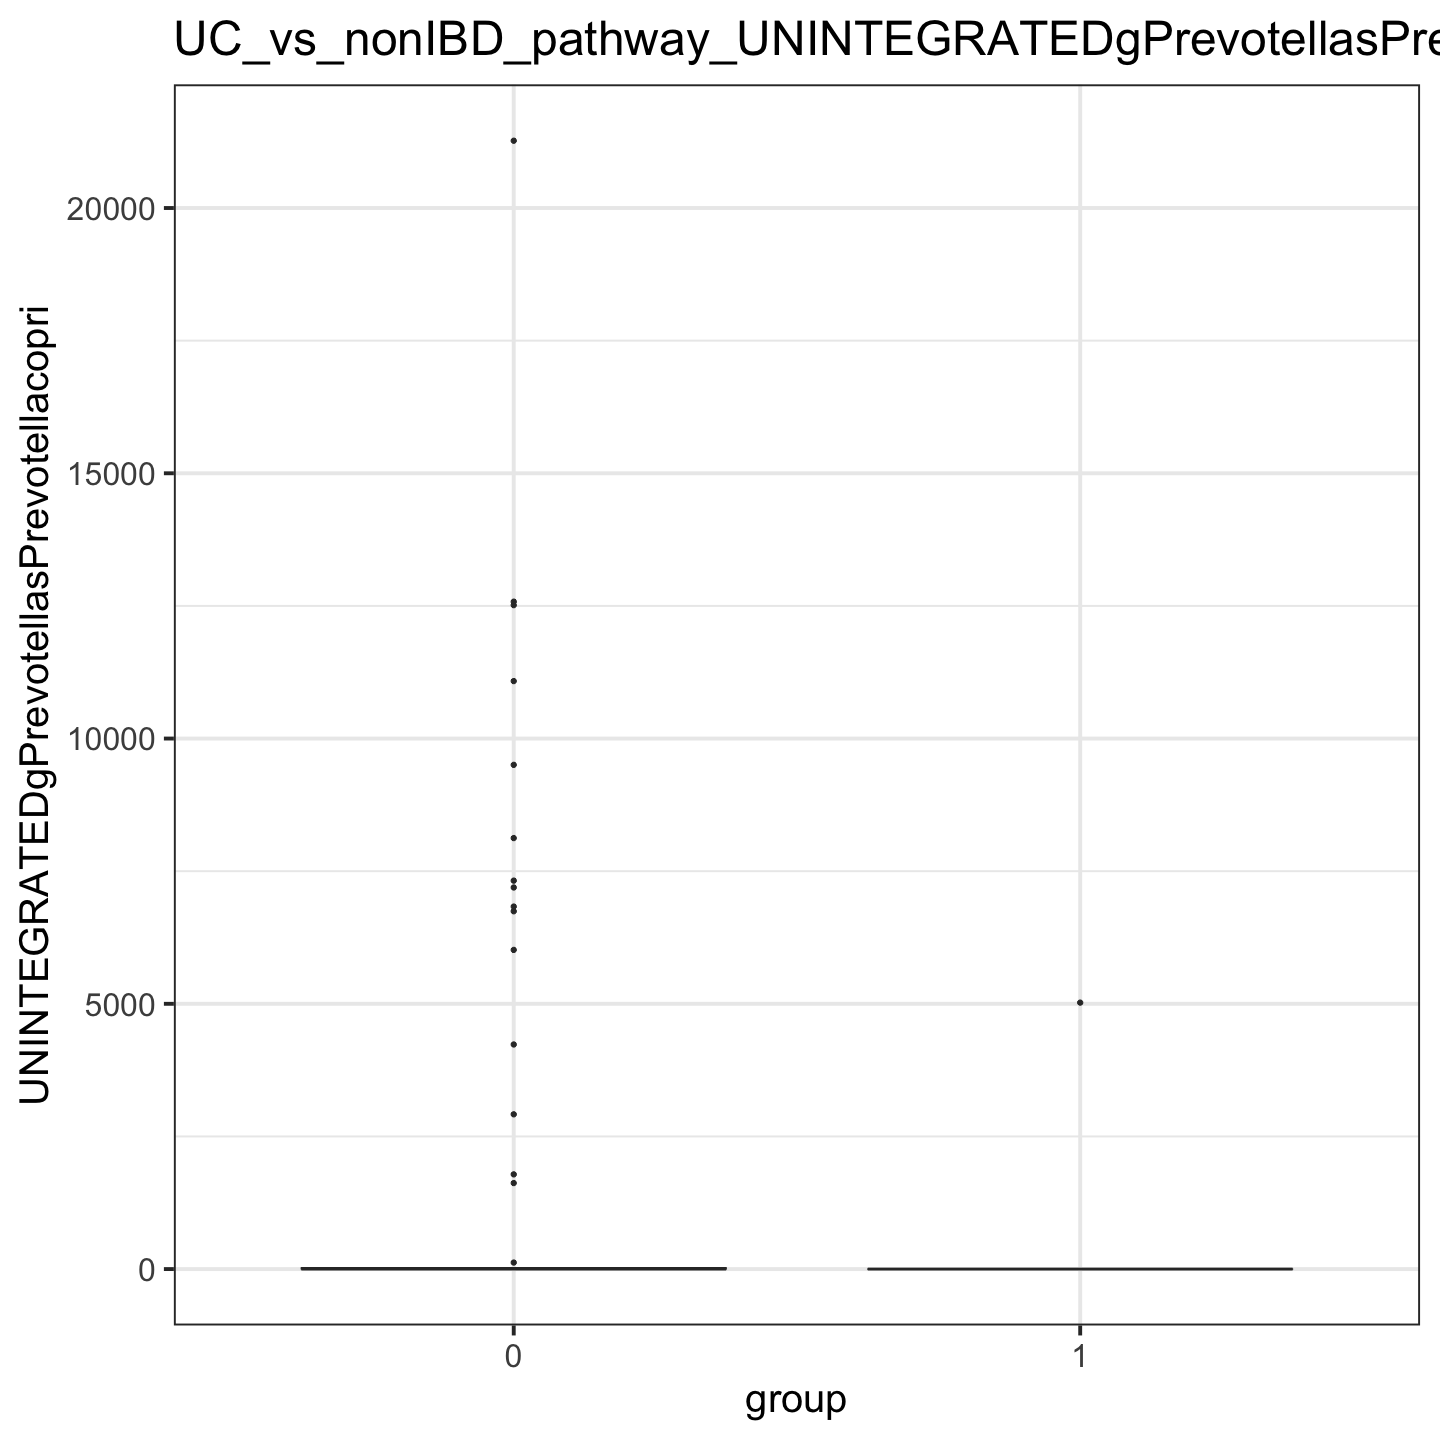 UC_vs_nonIBD_pathway_UNINTEGRATEDgPrevotellasPre
UNINTEGRATEDgPrevotellasPrevotellacopri
20000
15000
10000
5000
0
0 1
group